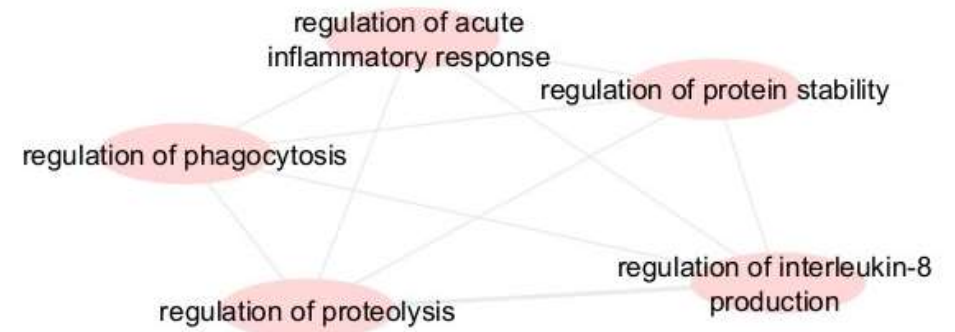 regulation of acute
inflammatory response
regulation of protein stability
regulation of phagocytosis
regulation of interleukin-8
production
regulation of proteolysis